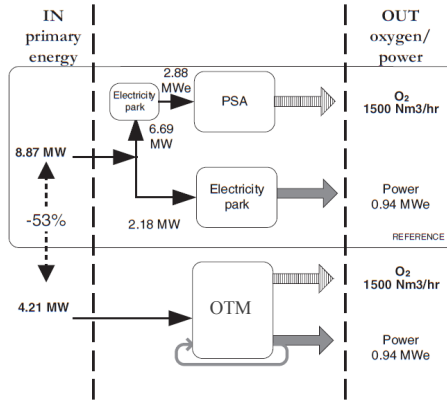 IN
primary
energy
OUT
oxygen/
power
2.88
MWe
Electricity
park
PSA
O2
1500 Nm3/hr
6.69
MW
8.87 MW
Electricity
park
Power
0.94 MWe
2.18 MW
-53%
REFERENCE
O2
1500 Nm3/hr
4.21 MW
OTM
Power
0.94 MWe